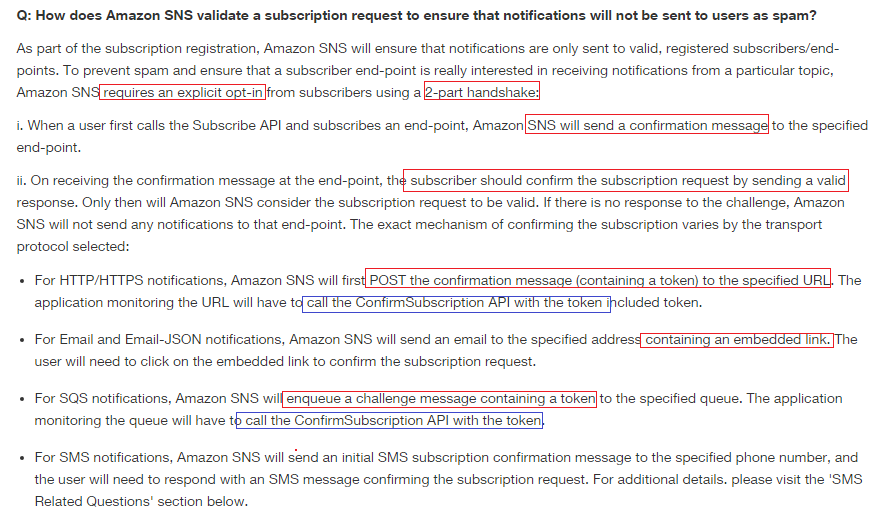 Q: How does Amazon SNS validate a subscription request to ensure that notifications will not be sent to users as spam?
As part of the subscription registration, Amazon SNS will ensure that notifications are only sent to valid, registered subscribers/end-
points. To prevent spam and ensure that a subscriber end-point is really interested in receiving notifications from a particular topic,
Amazon SNS requires an explicit opt-in from subscribers using a 2-part handshake:
i. When a user first calls the Subscribe API and subscribes an end-point, Amazon SNS will send a confirmation message to the specified
end-point.
ii. On receiving the confirmation message at the end-point, the subscriber should confirm the subscription request by sending a valid
response. Only then will Amazon SNS consider the subscription request to be valid. If there is no response to the challenge, Amazon
SNS will not send any notifications to that end-point. The exact mechanism of confirming the subscription varies by the transport
protocol selected:
• For HTTP/HTTPS notifications, Amazon SNS will first POST the confirmation message (containing a token) to the specified URL. The
application monitoring the URL will have to call the ConfirmSubscription API with the token included token.
• For Email and Email-JSON notifications, Amazon SNS will send an email to the specified address containing an embedded link. The
user will need to click on the embedded link to confirm the subscription request.
• For SQS notifications, Amazon SNS will enqueue a challenge message containing a token to the specified queue. The application
monitoring the queue will have to call the ConfirmSubscription API with the token.
• For SMS notifications, Amazon SNS will send an initial SMS subscription confirmation message to the specified phone number, and
the user will need to respond with an SMS message confirming the subscription request. For additional details. please visit the 'SMS
Related Questions' section below.